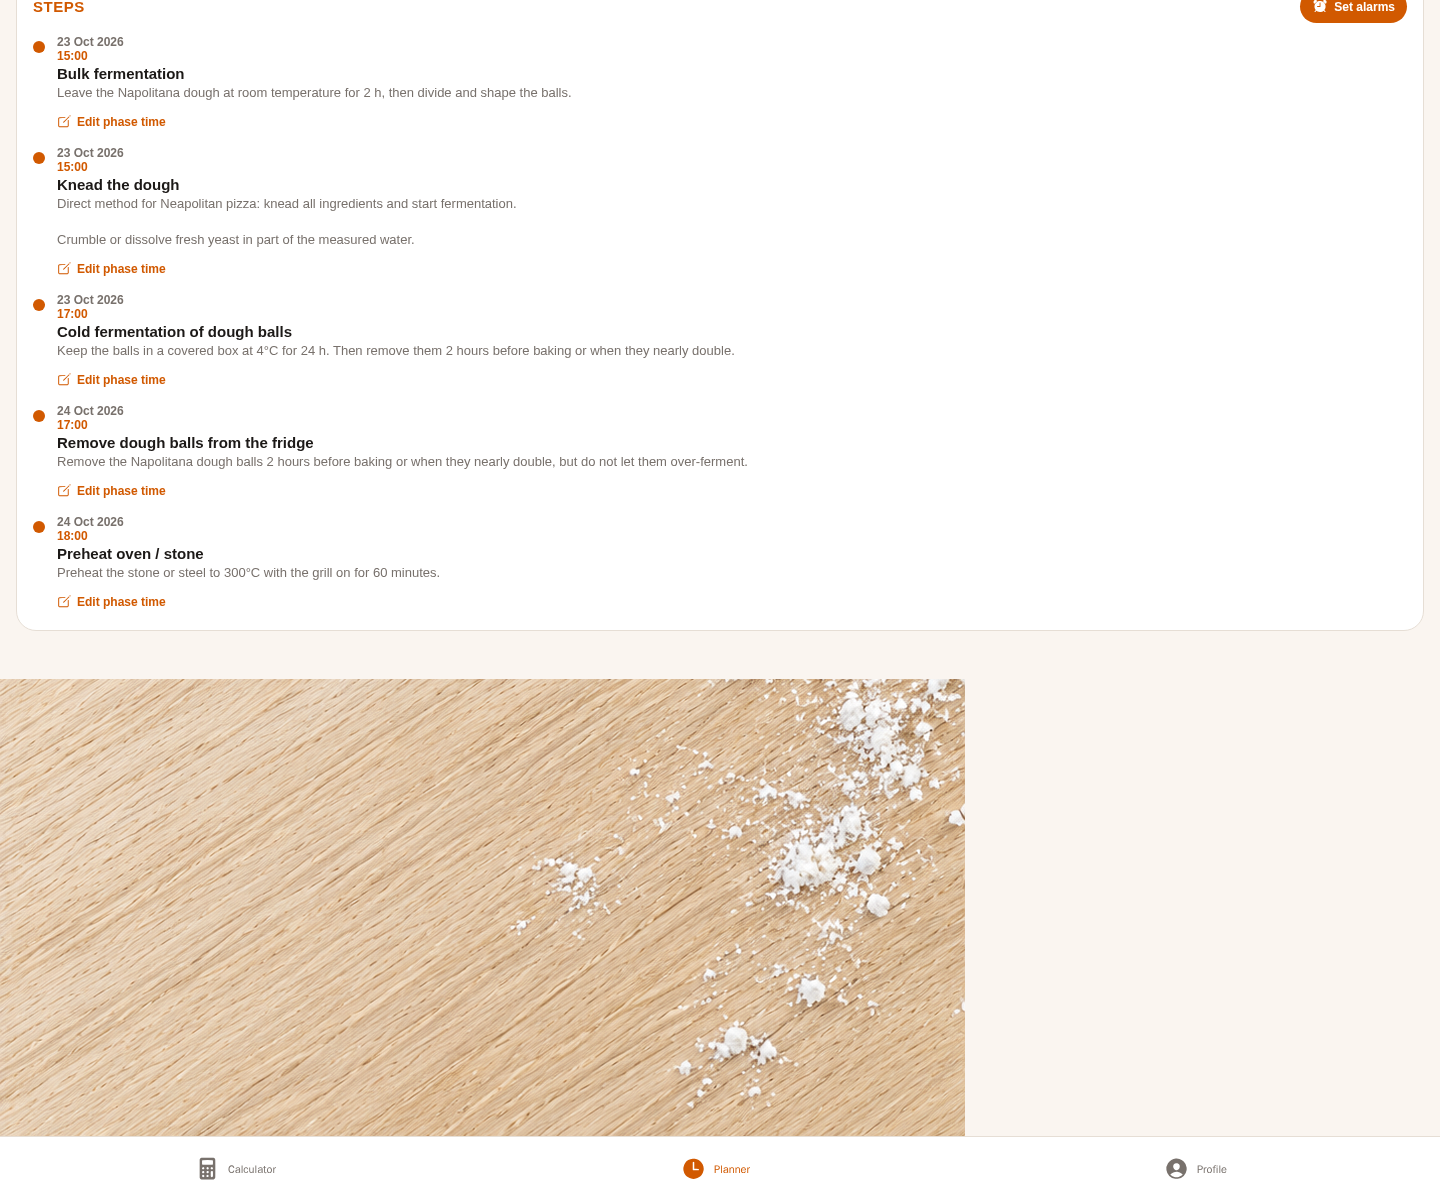 STEPS
Set alarms
23 Oct 2026
15:00
Bulk fermentation
Leave the Napolitana dough at room temperature for 2 h, then divide and shape the balls.
Edit phase time
23 Oct 2026
15:00
Knead the dough
Direct method for Neapolitan pizza: knead all ingredients and start fermentation.
Crumble or dissolve fresh yeast in part of the measured water.
Edit phase time
23 Oct 2026
17:00
Cold fermentation of dough balls
Keep the balls in a covered box at 4°C for 24 h. Then remove them 2 hours before baking or when they nearly double.
Edit phase time
24 Oct 2026
17:00
Remove dough balls from the fridge
Remove the Napolitana dough balls 2 hours before baking or when they nearly double, but do not let them over-ferment.
Edit phase time
24 Oct 2026
18:00
Preheat oven / stone
Preheat the stone or steel to 300°C with the grill on for 60 minutes.
Edit phase time
Calculator
Planner
Profile